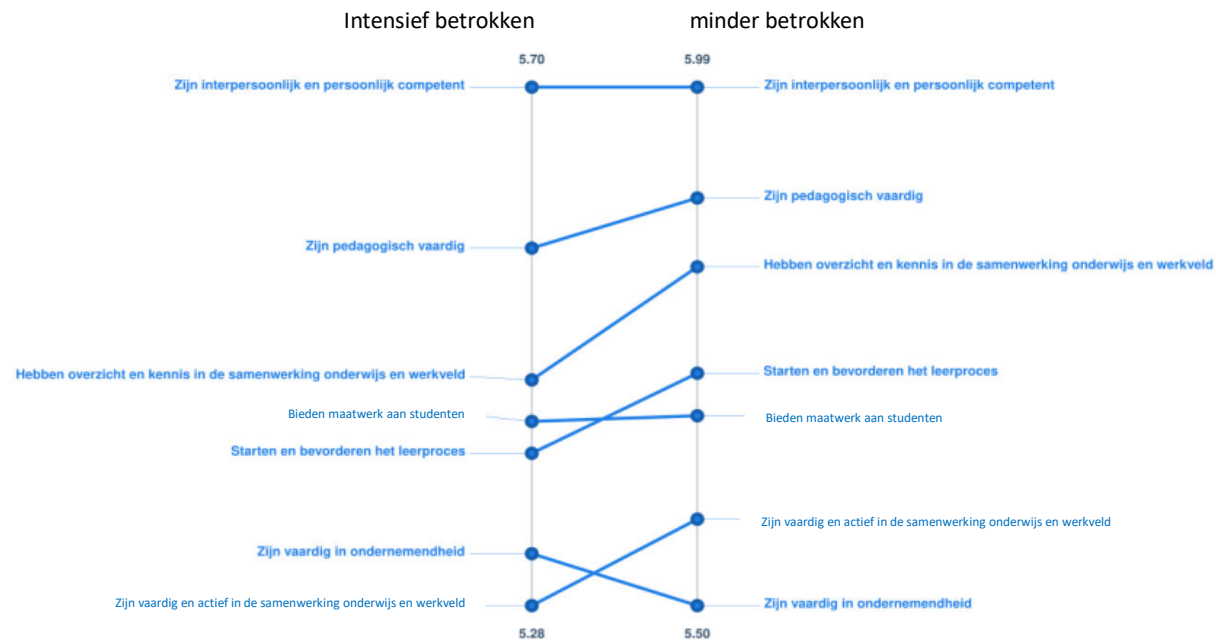 Intensief betrokken minder betrokken
5.70 5.99
Zijn interpersoonlijk en persoonlijk competent Zijn interpersoonlijk en persoonlijk competent
Zijn pedagogisch vaardig
Zijn pedagogisch vaardig
Hebben overzicht en kennis in de samenwerking onderwijs en werkveld
Starten en bevorderen het leerproces
Hebben overzicht en kennis in de samenwerking onderwijs en werkveld
Bieden maatwerk aan studenten Bieden maatwerk aan studenten
Starten en bevorderen het leerproces
Zijn vaardig en actief in de samenwerking onderwijs en werkveld
Zijn vaardig in ondernemendheid
Zijn vaardig en actief in de samenwerking onderwijs en werkveld Zijn vaardig in ondernemendheid
5.28 5.50